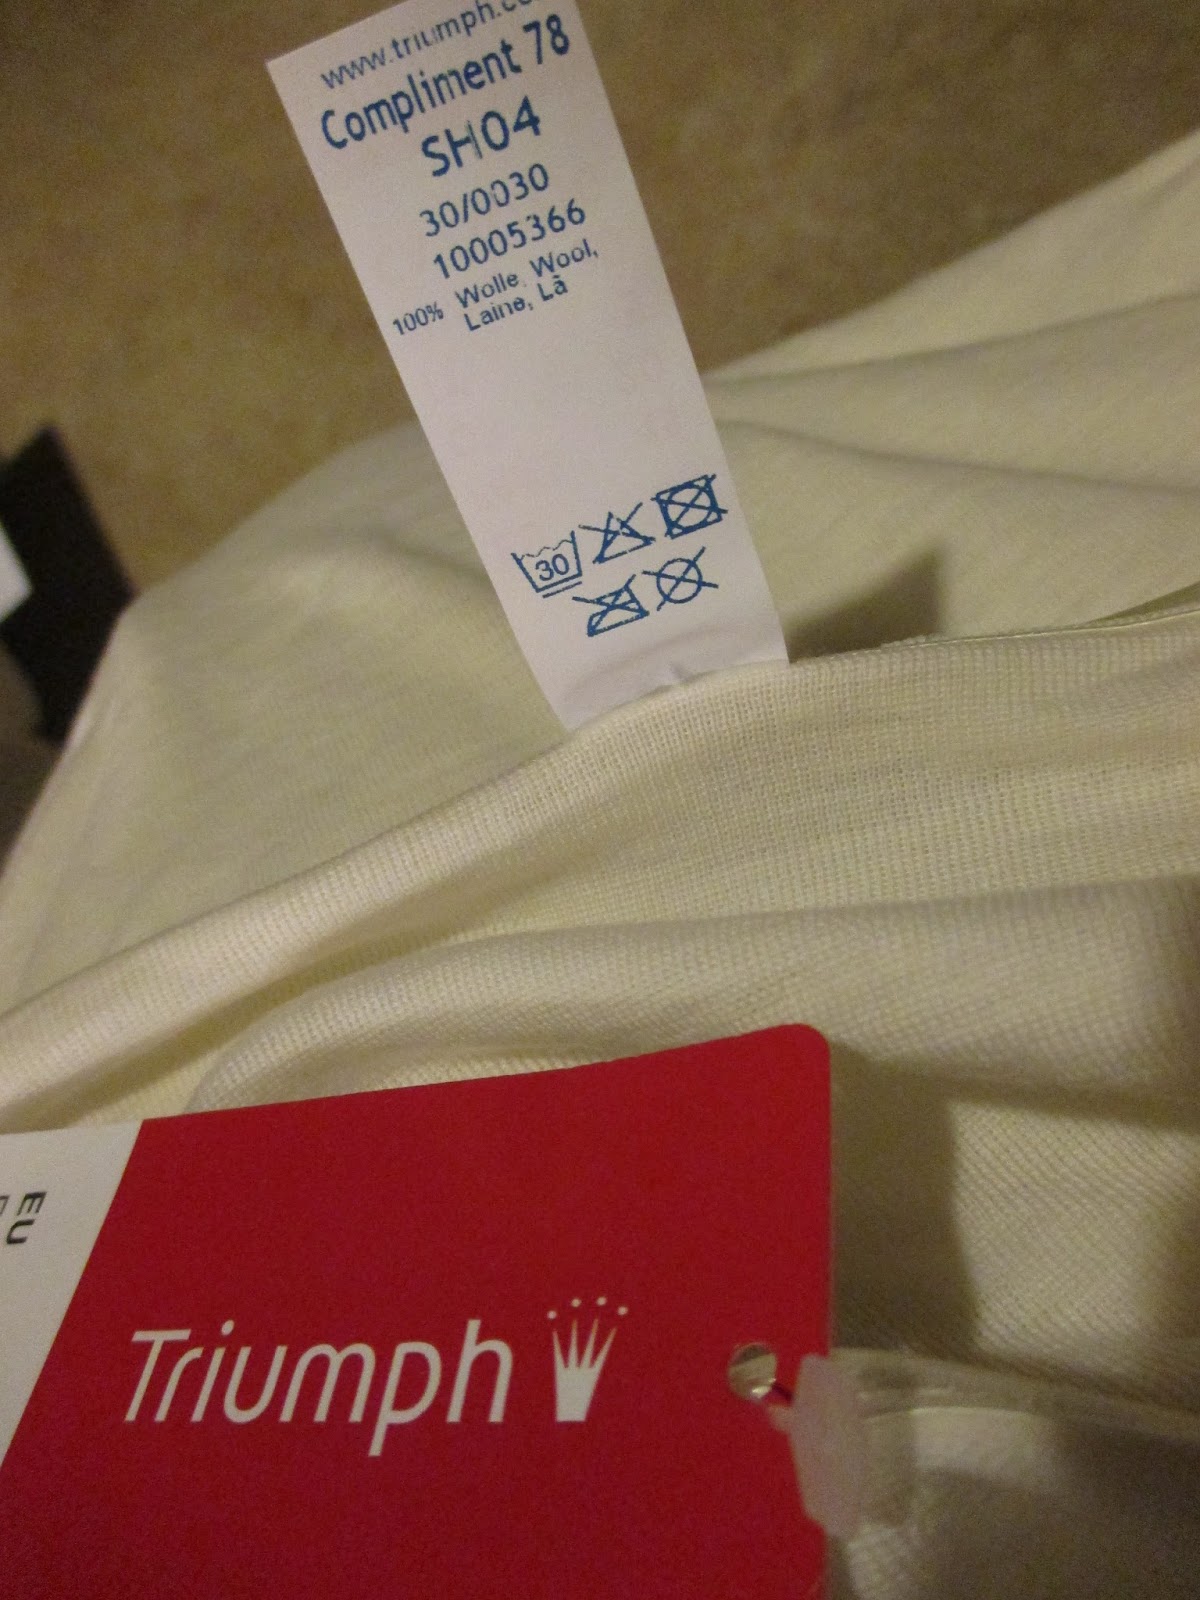 www.triumph.co
Compliment 78
SH04
30/0030
10005366
100% Wolle, Wool,
Laine, Lã
30
EU
Triumph